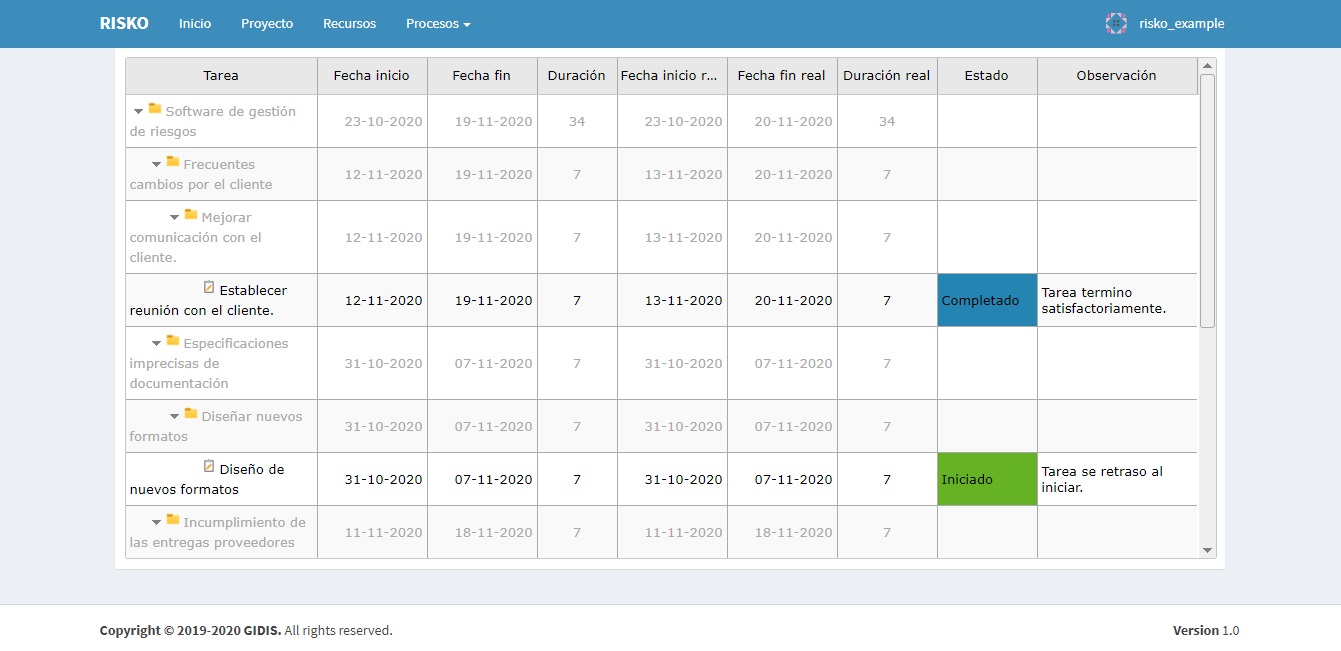 RISKO Inicio Proyecto Recursos Procesos risko_example
Tarea Fecha inicio Fecha fin Duración Fecha inicio r... Fecha fin real Duración real Estado Observación
Software de gestión
de riesgos 23-10-2020 19-11-2020 34 23-10-2020 20-11-2020 34
Frecuentes
cambios por el cliente 12-11-2020 19-11-2020 7 13-11-2020 20-11-2020 7
Mejorar
comunicación con el 12-11-2020 19-11-2020 7 13-11-2020 20-11-2020 7
cliente.
Establecer
reunión con el cliente. 12-11-2020 19-11-2020 7 13-11-2020 20-11-2020 7 Completado Tarea termino
satisfactoriamente.
Especificaciones
imprecisas de 31-10-2020 07-11-2020 7 31-10-2020 07-11-2020 7
documentación
Diseñar nuevos
formatos 31-10-2020 07-11-2020 7 31-10-2020 07-11-2020 7
Diseño de
nuevos formatos 31-10-2020 07-11-2020 7 31-10-2020 07-11-2020 7 Iniciado Tarea se retraso al
iniciar.
Incumplimiento de
las entregas proveedores 11-11-2020 18-11-2020 7 11-11-2020 18-11-2020 7
Copyright © 2019-2020 GIDIS. All rights reserved. Version 1.0